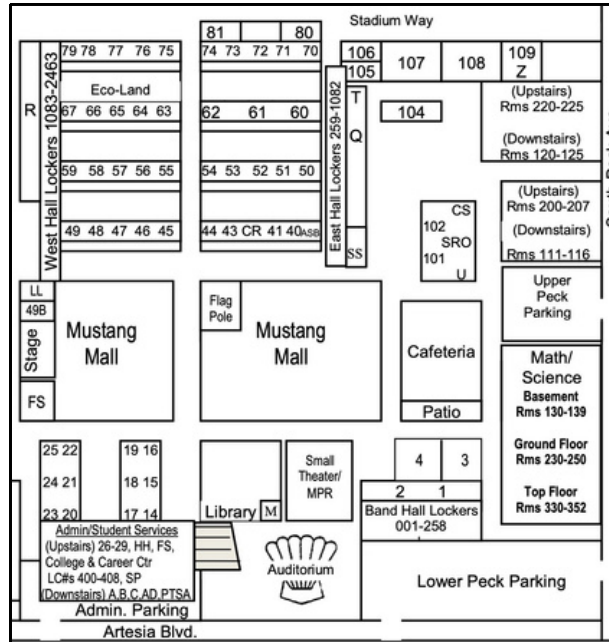 Stadium Way
81 80
79 78 77 76 75
74 73 72 71 70
106
105
107
108
109
Z
R
West Hall Lockers 1083-2463
Eco-Land
East Hall Lockers 259-1082
T
Q
SS
104
(Upstairs)
Rms 220-225
(Downstairs)
Rms 120-125
67 66 65 64 63
62 61 60
59 58 57 56 55
54 53 52 51 50
(Upstairs)
Rms 200-207
(Downstairs)
Rms 111-116
CS
102
SRO
101
U
49 48 47 46 45
44 43 CR 41 40 ASB
LL
49B
Stage
FS
Mustang
Mall
Flag
Pole
Mustang
Mall
Cafeteria
Patio
Upper
Peck
Parking
Math/
Science
Basement
Rms 130-139
Ground Floor
Rms 230-250
Top Floor
Rms 330-352
25 22
24 21
23 20
19 16
18 15
17 14
Library
M
Small
Theater/
MPR
4 3
2 1
Band Hall Lockers
001-258
Admin/Student Services
(Upstairs) 26-29, HH, FS,
College & Career Ctr
LC#s 400-408, SP
(Downstairs) A,B,C,AD,PTSA
Auditorium
Lower Peck Parking
Admin. Parking
Artesia Blvd.